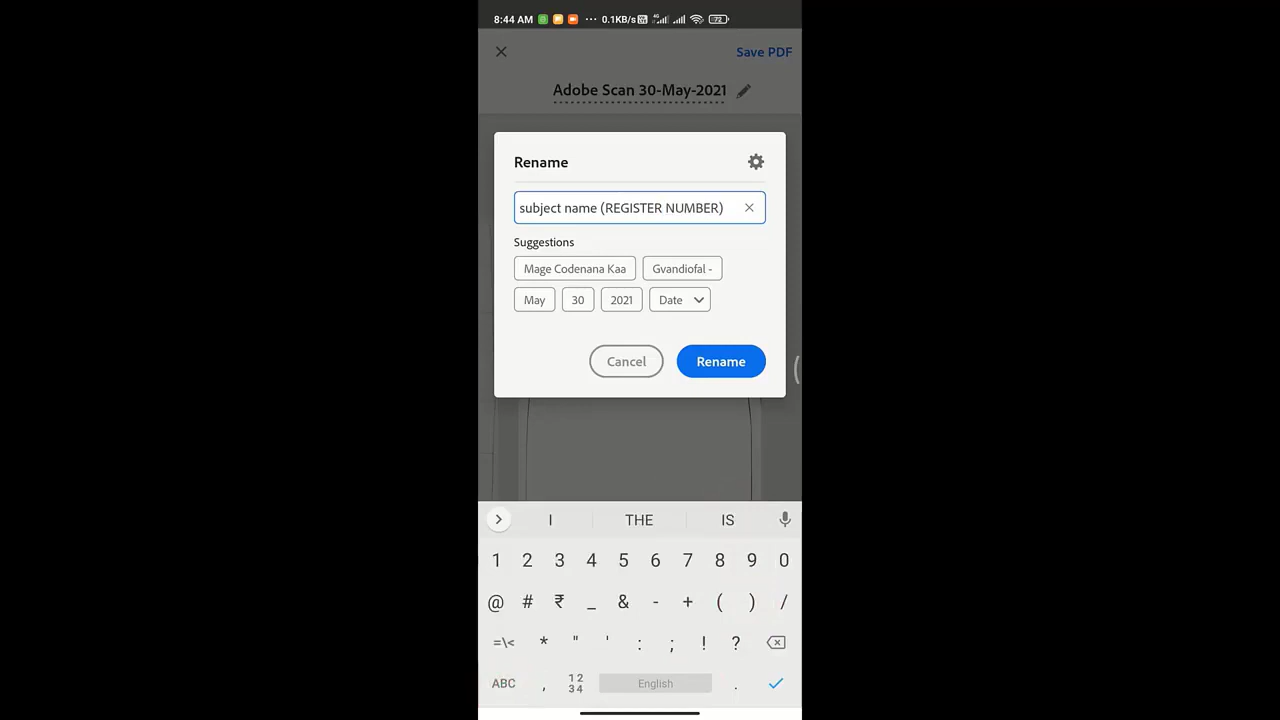 8:44 AM ... 0.1KB/s 4G 72
Save PDF
Adobe Scan 30-May-2021
Rename
subject name (REGISTER NUMBER)
Suggestions
Mage Codenana Kaa Gvandiofal -
May 30 2021 Date
Cancel Rename
I THE IS
1 2 3 4 5 6 7 8 9 0
@ # ₹ _ & - + ( ) /
=\< * " ' : ; ! ?
ABC , 12 34 English .